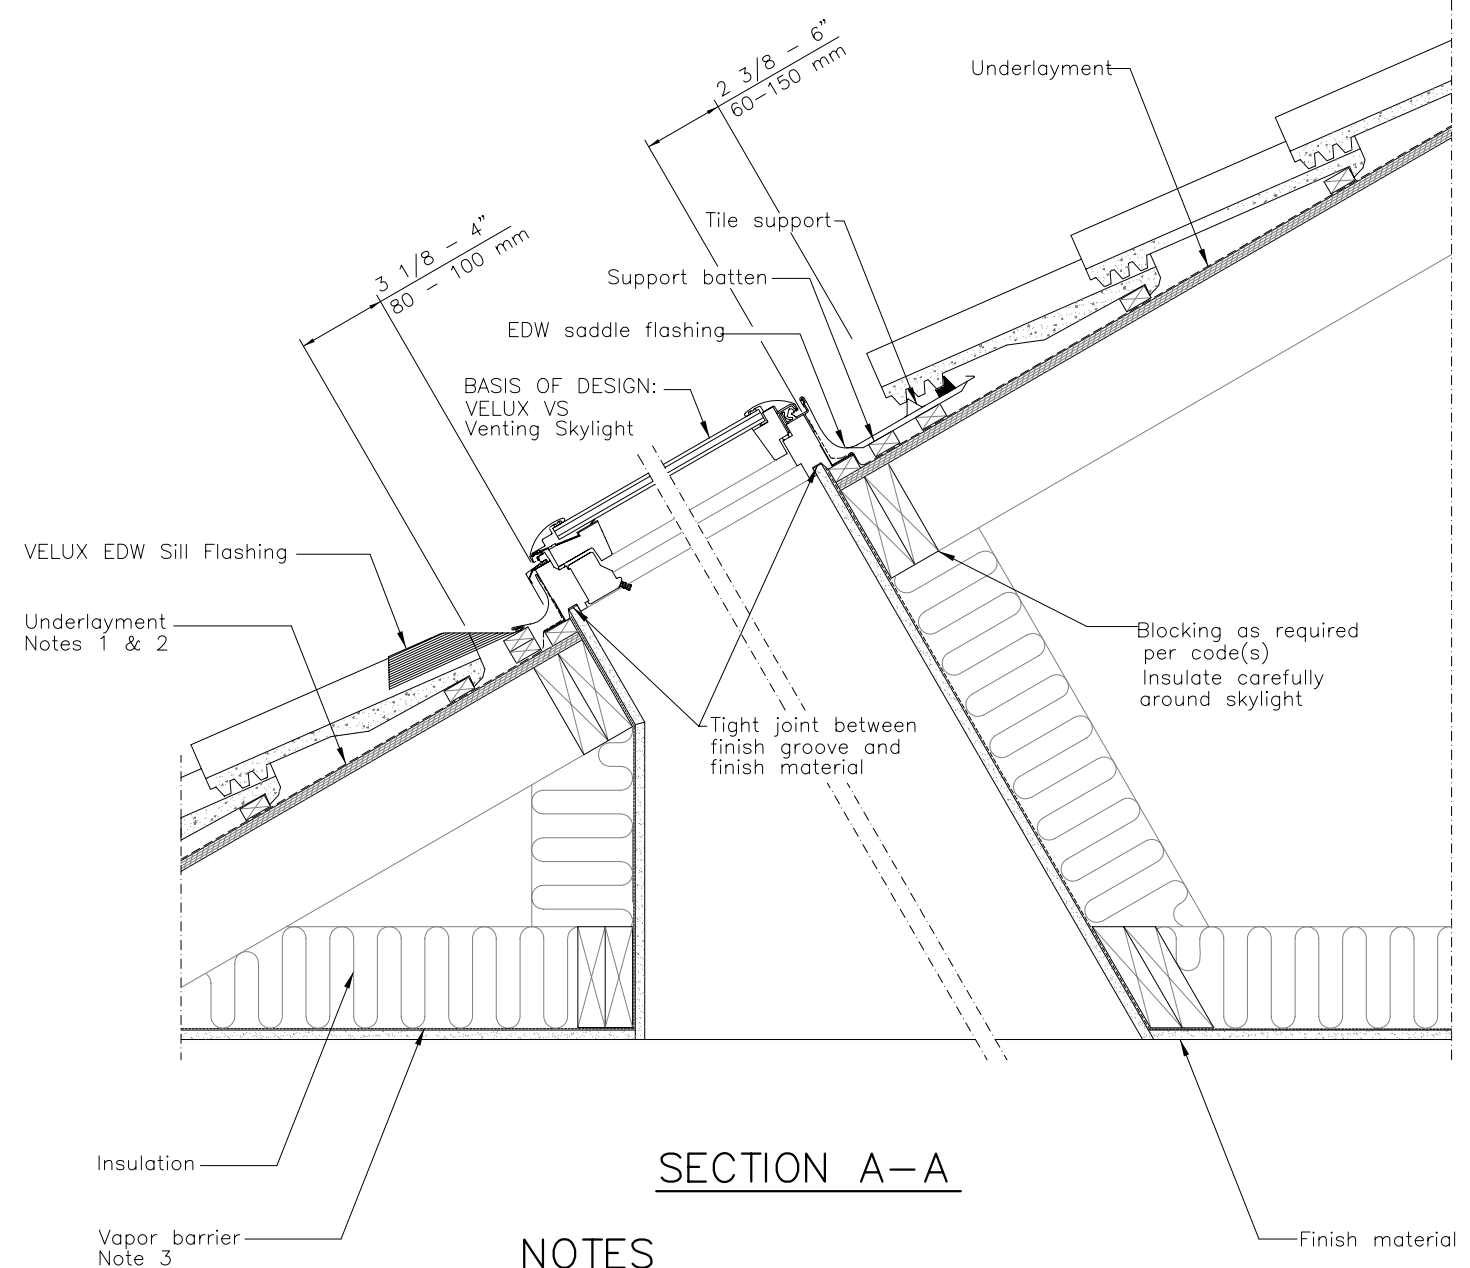 2 3/8 - 6"
60-150 mm
Underlayment
Tile support
3 1/8 - 4"
80 - 100 mm
Support batten
EDW saddle flashing
BASIS OF DESIGN:
VELUX VS
Venting Skylight
VELUX EDW Sill Flashing
Underlayment
Notes 1 & 2
Blocking as required
per code(s)
Insulate carefully
around skylight
Tight joint between
finish groove and
finish material
Insulation
SECTION A-A
Vapor barrier
Note 3
NOTES
Finish material